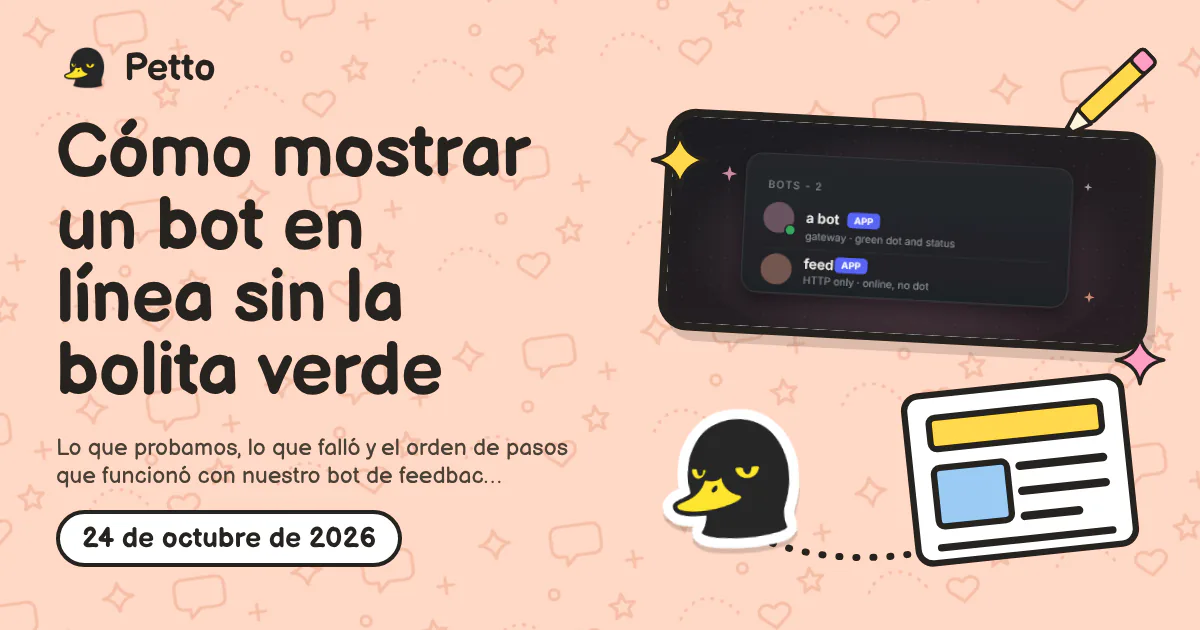 Petto
Cómo mostrar
un bot en
línea sin la
bolita verde
Lo que probamos, lo que falló y el orden de pasos
que funcionó con nuestro bot de feedbac...
24 de octubre de 2026
BOTS - 2
a bot APP
gateway · green dot and status
feed APP
HTTP only · online, no dot